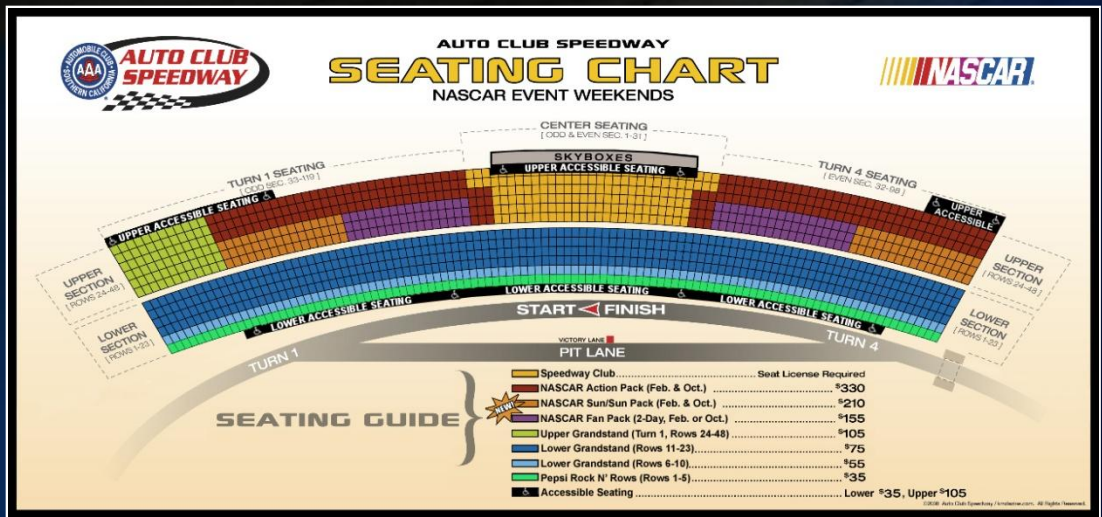 AUTOMOBILE CLUB
AAA
SOUTHERN CALIFORNIA
AUTO CLUB
SPEEDWAY
AUTO CLUB SPEEDWAY
SEATING CHART
NASCAR EVENT WEEKENDS
NASCAR
CENTER SEATING
[ ODD & EVEN SEC. 1-31 ]
SKYBOXES
UPPER ACCESSIBLE SEATING
TURN 1 SEATING
[ ODD SEC. 33-119 ]
TURN 4 SEATING
[ EVEN SEC. 32-98 ]
UPPER ACCESSIBLE SEATING
UPPER
ACCESSIBLE
UPPER
SECTION
[ ROWS 24-48 ]
UPPER
SECTION
[ ROWS 24-48 ]
LOWER
SECTION
[ ROWS 1-23 ]
LOWER
SECTION
[ ROWS 1-23 ]
LOWER ACCESSIBLE SEATING
LOWER ACCESSIBLE SEATING
LOWER ACCESSIBLE SEATING
START FINISH
TURN 1
TURN 4
VICTORY LANE
PIT LANE
SEATING GUIDE
NEW!
Speedway Club Seat License Required
NASCAR Action Pack (Feb. & Oct.) $330
NASCAR Sun/Sun Pack (Feb. & Oct.) $210
NASCAR Fan Pack (2-Day, Feb. or Oct.) $155
Upper Grandstand (Turn 1, Rows 24-48) $105
Lower Grandstand (Rows 11-23) $75
Lower Grandstand (Rows 6-10) $55
Pepsi Rock N' Rows (Rows 1-5) $35
Accessible Seating Lower $35, Upper $105
Auto Club Speedway / All Rights Reserved.